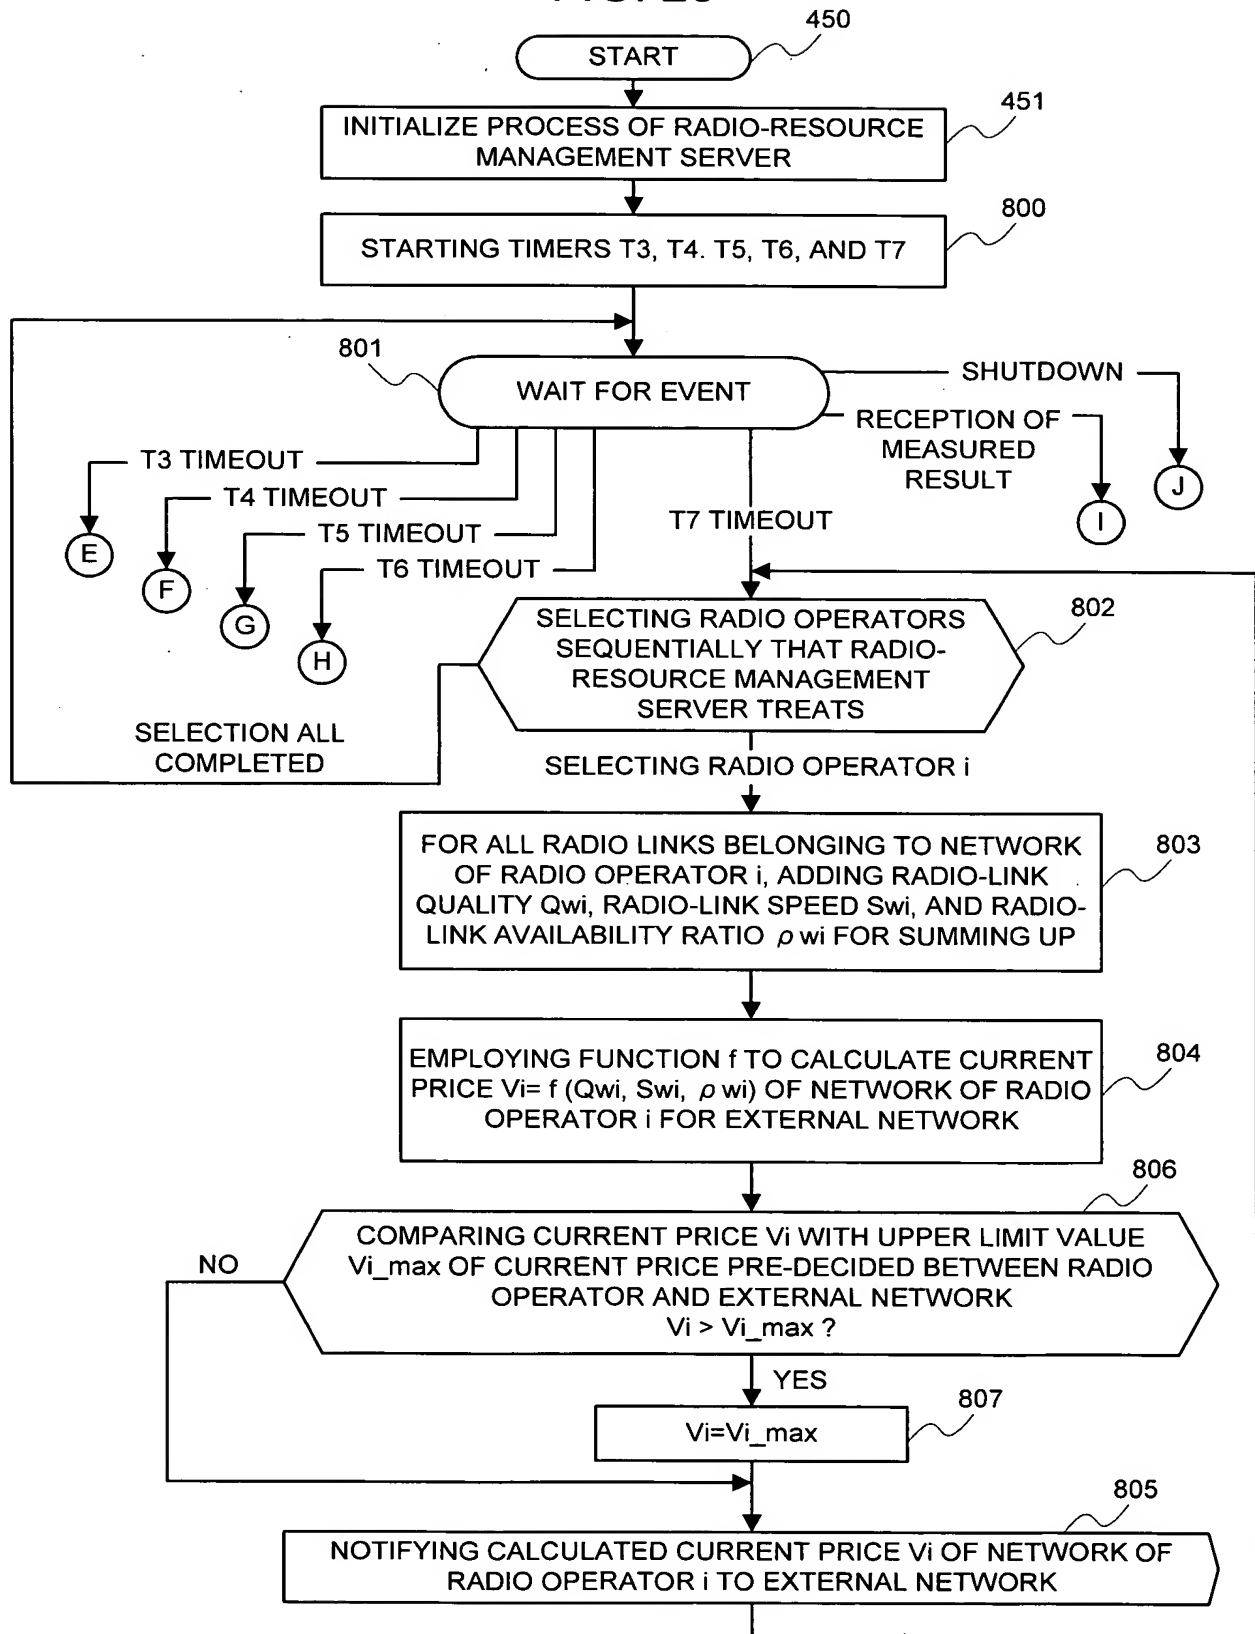 450
START
451
INITIALIZE PROCESS OF RADIO-RESOURCE
MANAGEMENT SERVER
800
STARTING TIMERS T3, T4. T5, T6, AND T7
801
WAIT FOR EVENT
SHUTDOWN
RECEPTION OF
MEASURED
RESULT
J
I
T3 TIMEOUT
T4 TIMEOUT
T5 TIMEOUT
T6 TIMEOUT
T7 TIMEOUT
E
F
G
H
802
SELECTING RADIO OPERATORS
SEQUENTIALLY THAT RADIO-
RESOURCE MANAGEMENT
SERVER TREATS
SELECTION ALL
COMPLETED
SELECTING RADIO OPERATOR i
803
FOR ALL RADIO LINKS BELONGING TO NETWORK
OF RADIO OPERATOR i, ADDING RADIO-LINK
QUALITY Qwi, RADIO-LINK SPEED Swi, AND RADIO-
LINK AVAILABILITY RATIO ρ wi FOR SUMMING UP
804
EMPLOYING FUNCTION f TO CALCULATE CURRENT
PRICE Vi= f (Qwi, Swi, ρ wi) OF NETWORK OF RADIO
OPERATOR i FOR EXTERNAL NETWORK
806
COMPARING CURRENT PRICE Vi WITH UPPER LIMIT VALUE
Vi_max OF CURRENT PRICE PRE-DECIDED BETWEEN RADIO
OPERATOR AND EXTERNAL NETWORK
Vi > Vi_max ?
NO
YES
807
Vi=Vi_max
805
NOTIFYING CALCULATED CURRENT PRICE Vi OF NETWORK OF
RADIO OPERATOR i TO EXTERNAL NETWORK